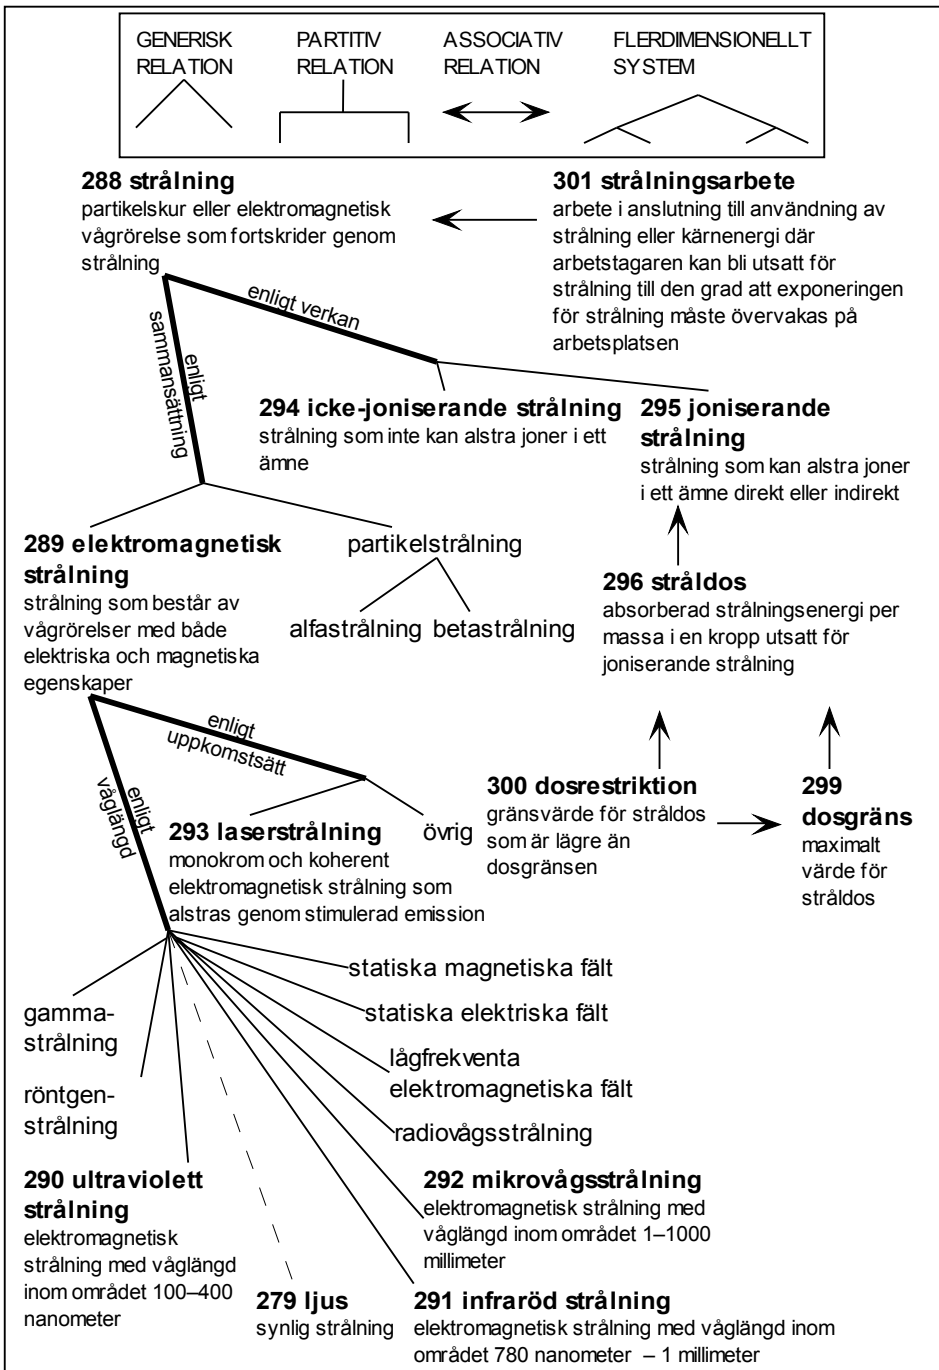 GENERISK
RELATION
PARTITIV
RELATION
ASSOCIATIV
RELATION
FLERDIMENSIONELLT
SYSTEM
288 strålning
partikelskur eller elektromagnetisk
vågrörelse som fortskrider genom
strålning
301 strålningsarbete
arbete i anslutning till användning av
strålning eller kärnenergi där
arbetstagaren kan bli utsatt för
strålning till den grad att exponeringen
för strålning måste övervakas på
arbetsplatsen
enligt verkan
enligt
sammansättning
294 icke-joniserande strålning
strålning som inte kan alstra joner i ett
ämne
295 joniserande
strålning
strålning som kan alstra joner
i ett ämne direkt eller indirekt
289 elektromagnetisk
strålning
strålning som består av
vågrörelser med både
elektriska och magnetiska
egenskaper
partikelstrålning
alfastrålning betastrålning
296 stråldos
absorberad strålningsenergi per
massa i en kropp utsatt för
joniserande strålning
enligt
uppkomstsätt
enligt
våglängd
293 laserstrålning
monokrom och koherent
elektromagnetisk strålning som
alstras genom stimulerad emission
övrig
300 dosrestriktion
gränsvärde för stråldos
som är lägre än
dosgränsen
299
dosgräns
maximalt
värde för
stråldos
statiska magnetiska fält
gamma-
strålning
statiska elektriska fält
lågfrekventa
elektromagnetiska fält
röntgen-
strålning
radiovågsstrålning
290 ultraviolett
strålning
elektromagnetisk
strålning med våglängd
inom området 100–400
nanometer
292 mikrovågsstrålning
elektromagnetisk strålning med
våglängd inom området 1–1000
millimeter
279 ljus
synlig strålning
291 infraröd strålning
elektromagnetisk strålning med våglängd inom
området 780 nanometer – 1 millimeter